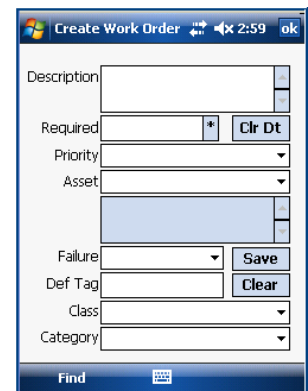 Create Work Order 2:59 ok
Description
Required * Clr Dt
Priority
Asset
Failure Save
Def Tag Clear
Class
Category
Find